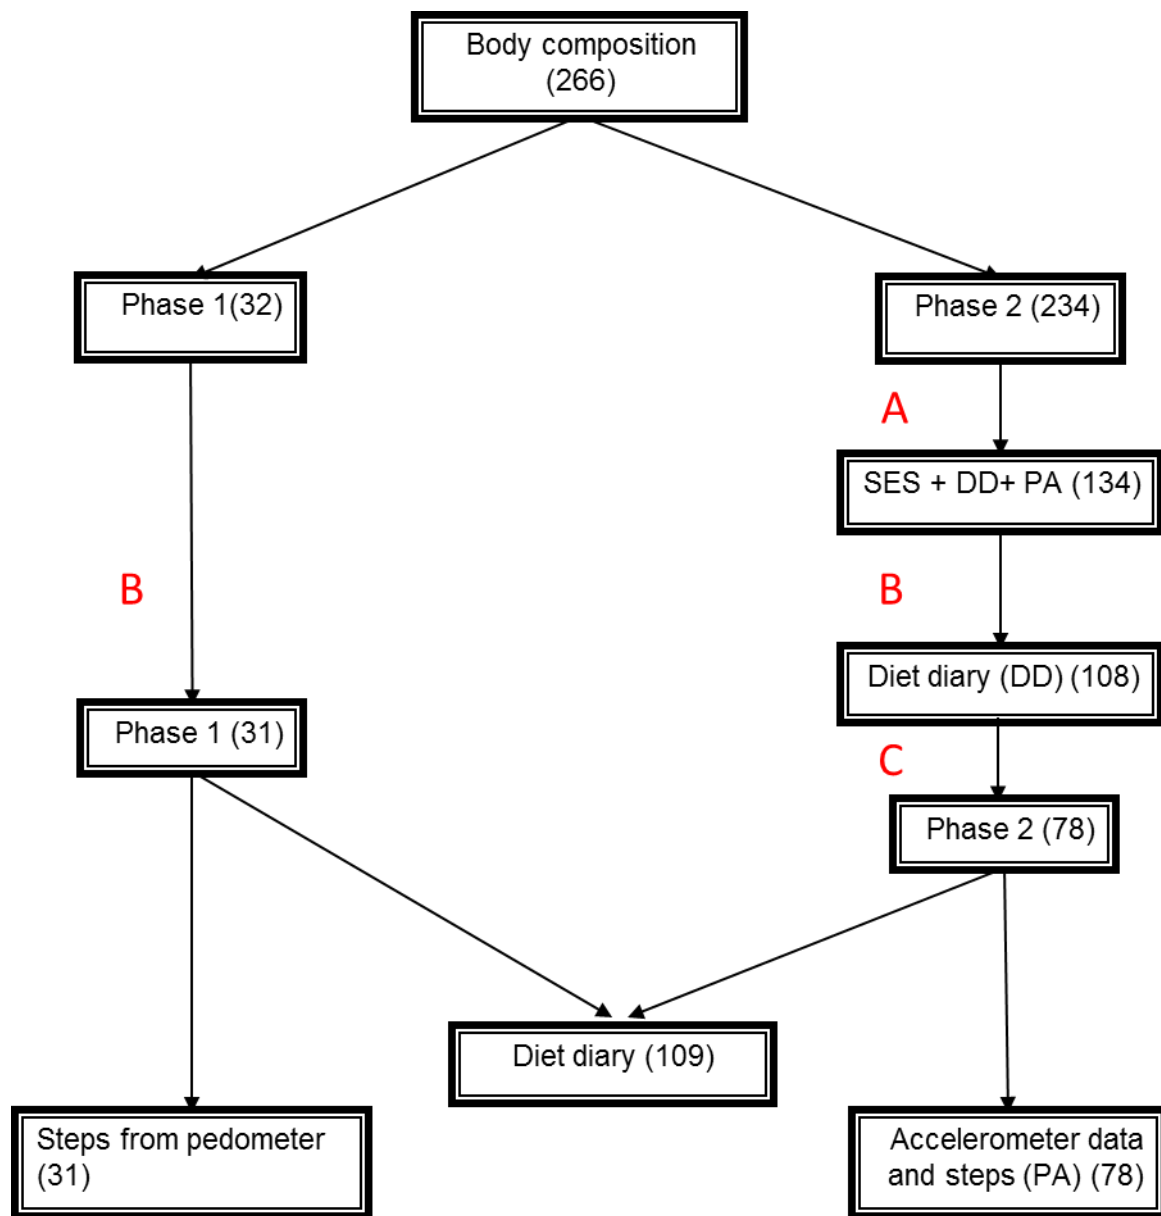 Body composition
(266)
Phase 1(32)
Phase 2 (234)
A
SES + DD+ PA (134)
B
B
Diet diary (DD) (108)
Phase 1 (31)
C
Phase 2 (78)
Diet diary (109)
Steps from pedometer
(31)
Accelerometer data
and steps (PA) (78)